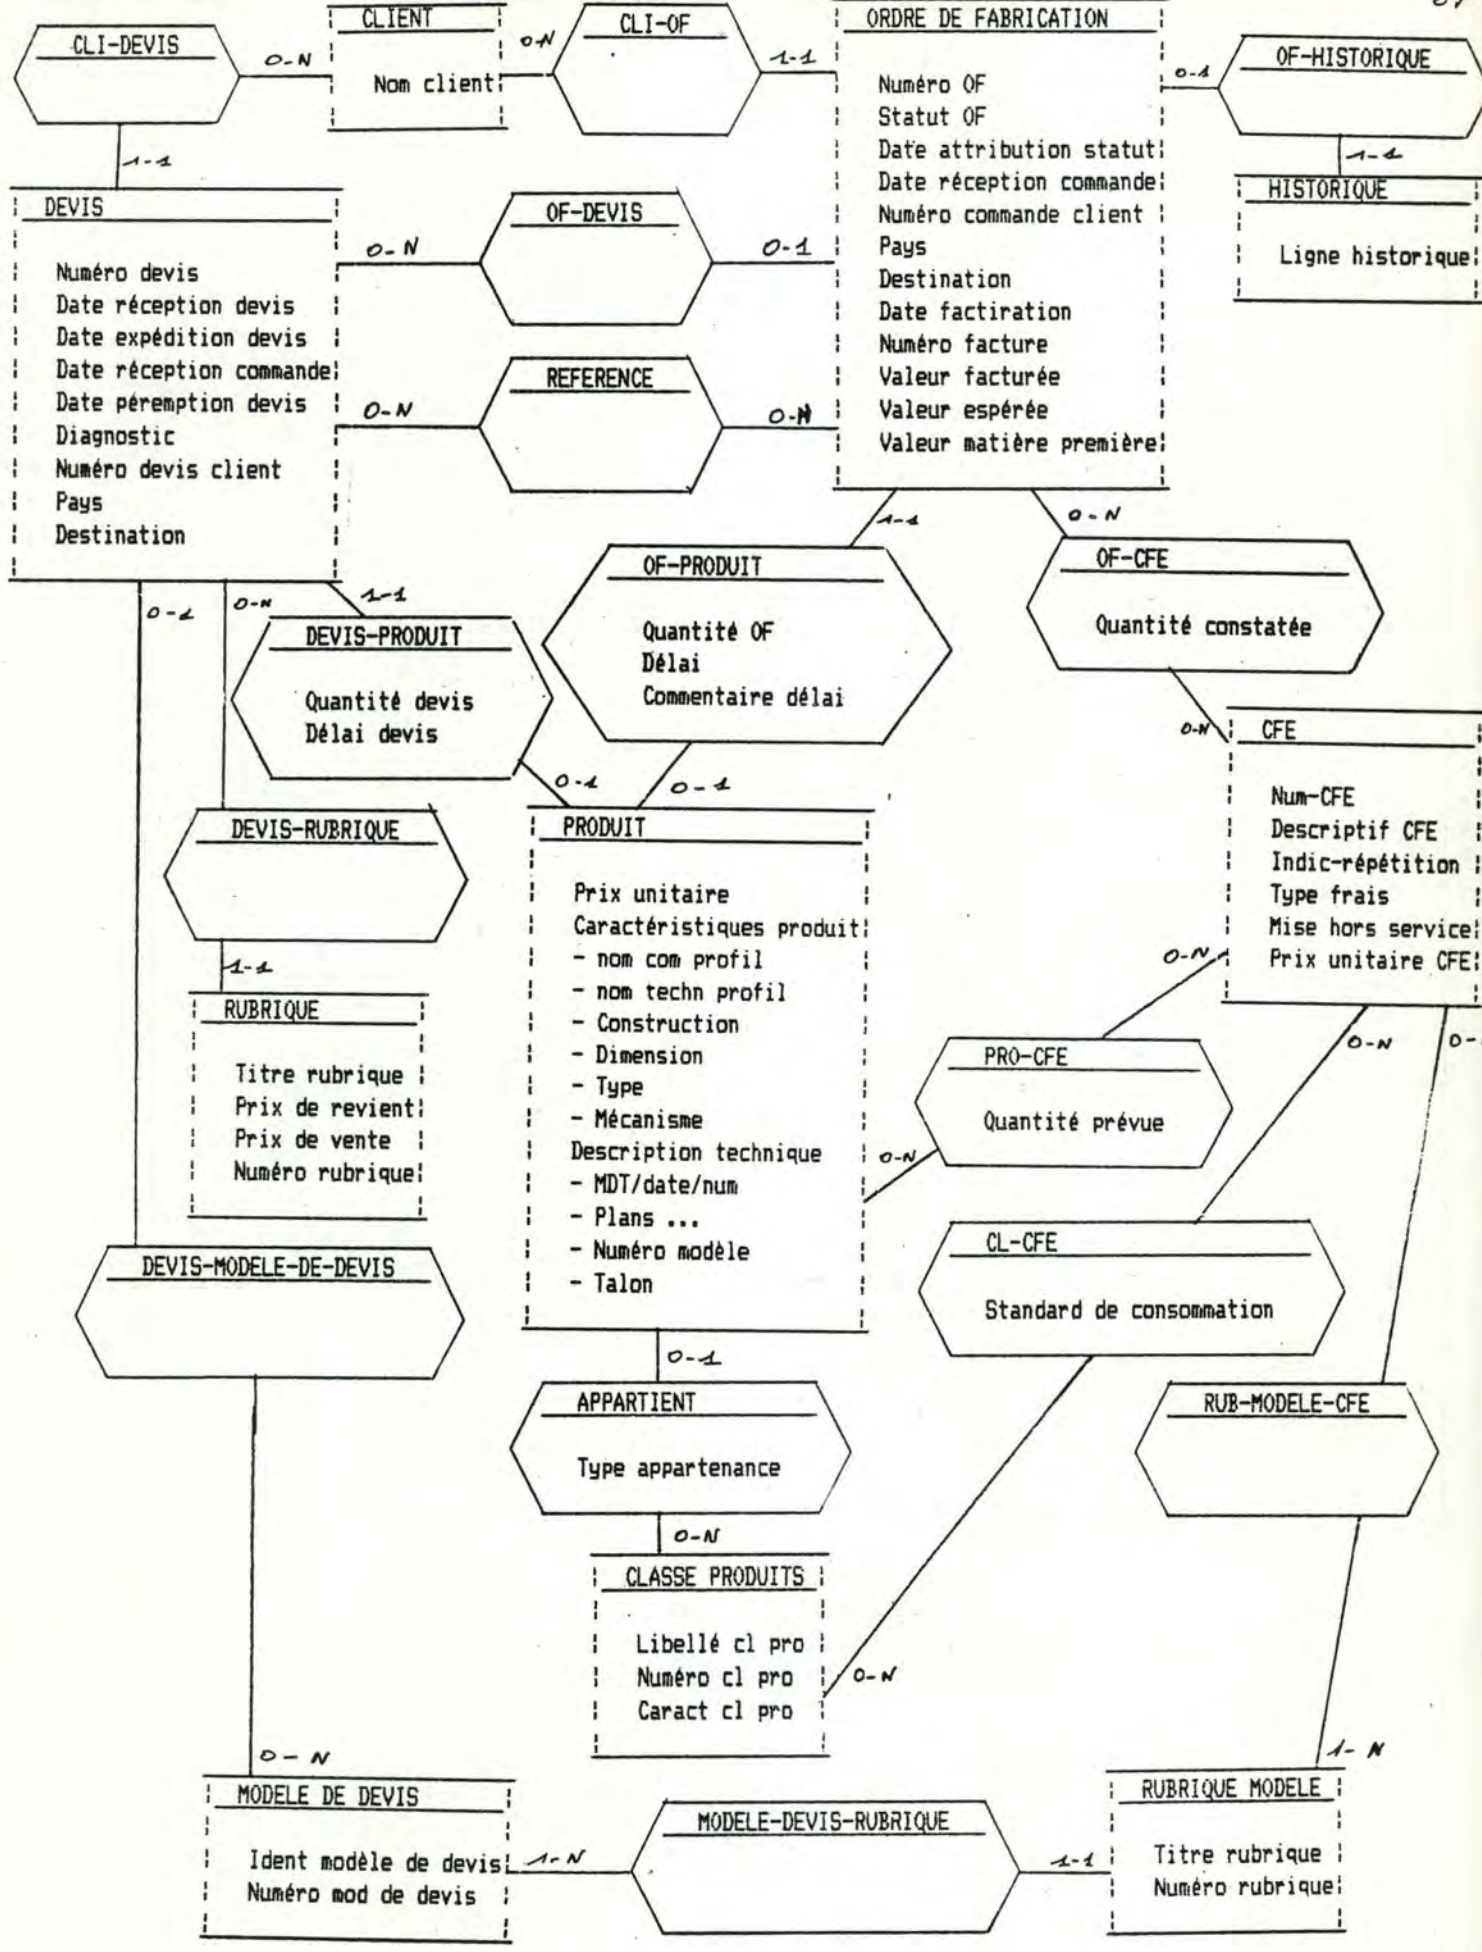 CLI-DEVIS
0-N
CLIENT
Nom client
0-N
CLI-OF
1-1
ORDRE DE FABRICATION
Numéro OF
Statut OF
Date attribution statut
Date réception commande
Numéro commande client
Pays
Destination
Date factiration
Numéro facture
Valeur facturée
Valeur espérée
Valeur matière première
0-1
OF-HISTORIQUE
1-1
HISTORIQUE
Ligne historique
1-1
DEVIS
Numéro devis
Date réception devis
Date expédition devis
Date réception commande
Date péremption devis
Diagnostic
Numéro devis client
Pays
Destination
0-N
OF-DEVIS
0-1
0-N
REFERENCE
0-N
0-1
0-N
1-1
DEVIS-PRODUIT
Quantité devis
Délai devis
0-1
1-1
OF-PRODUIT
Quantité OF
Délai
Commentaire délai
0-1
0-N
OF-CFE
Quantité constatée
0-N
CFE
Num-CFE
Descriptif CFE
Indic-répétition
Type frais
Mise hors service
Prix unitaire CFE
DEVIS-RUBRIQUE
1-1
RUBRIQUE
Titre rubrique
Prix de revient
Prix de vente
Numéro rubrique
PRODUIT
Prix unitaire
Caractéristiques produit
- nom com profil
- nom techn profil
- Construction
- Dimension
- Type
- Mécanisme
Description technique
- MDT/date/num
- Plans ...
- Numéro modèle
- Talon
0-N
PRO-CFE
Quantité prévue
0-N
0-N
0-
CL-CFE
Standard de consommation
DEVIS-MODELE-DE-DEVIS
0-1
APPARTIENT
Type appartenance
0-N
RUB-MODELE-CFE
CLASSE PRODUITS
Libellé cl pro
Numéro cl pro
Caract cl pro
0-N
0-N
MODELE DE DEVIS
Ident modèle de devis
Numéro mod de devis
1-N
MODELE-DEVIS-RUBRIQUE
1-1
1-N
RUBRIQUE MODELE
Titre rubrique
Numéro rubrique